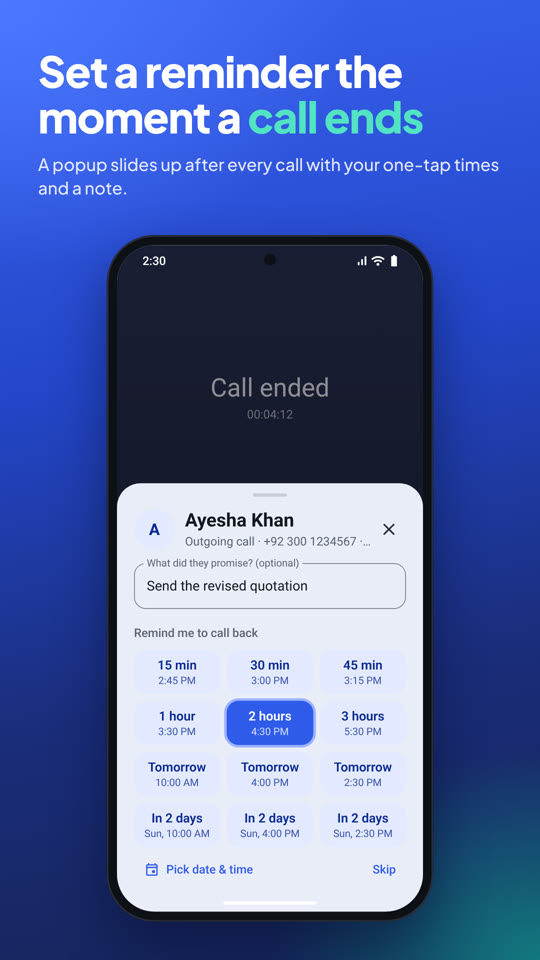 Set a reminder the
moment a call ends
A popup slides up after every call with your one-tap times
and a note.
2:30
Call ended
00:04:12
A
Ayesha Khan
Outgoing call · +92 300 1234567 ·...
What did they promise? (optional)
Send the revised quotation
Remind me to call back
15 min
2:45 PM
30 min
3:00 PM
45 min
3:15 PM
1 hour
3:30 PM
2 hours
4:30 PM
3 hours
5:30 PM
Tomorrow
10:00 AM
Tomorrow
4:00 PM
Tomorrow
2:30 PM
In 2 days
Sun, 10:00 AM
In 2 days
Sun, 4:00 PM
In 2 days
Sun, 2:30 PM
Pick date & time
Skip